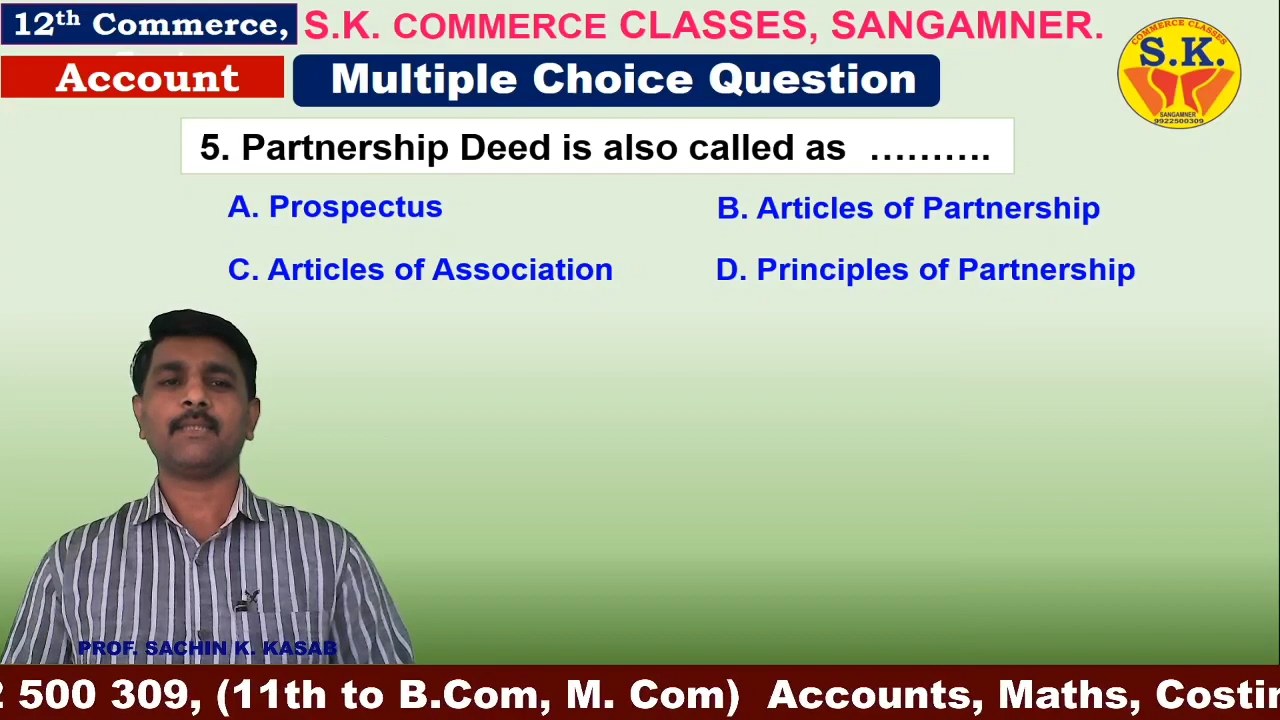 12th Commerce,
S.K. COMMERCE CLASSES, SANGAMNER.
Account
Multiple Choice Question
COMMERCE CLASSES
S.K.
SANGAMNER
9922500309
5. Partnership Deed is also called as ……….
A. Prospectus
B. Articles of Partnership
C. Articles of Association
D. Principles of Partnership
PROF. SACHIN K. KASAB
2 500 309, (11th to B.Com, M. Com) Accounts, Maths, Costin